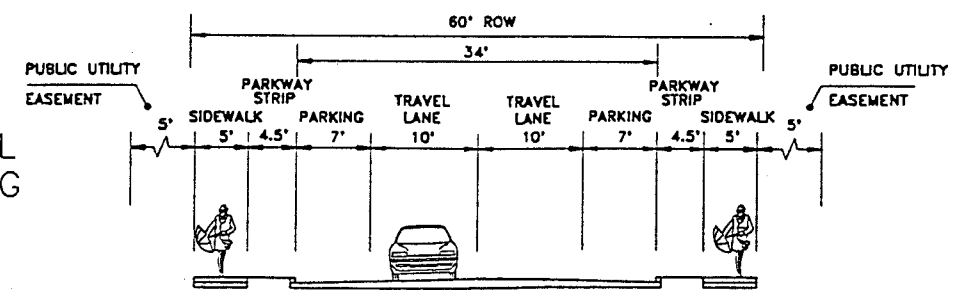 60' ROW
34'
PUBLIC UTILITY
EASEMENT
PARKWAY
STRIP
PARKWAY
STRIP
PUBLIC UTILITY
EASEMENT
5'
SIDEWALK
5'
4.5'
PARKING
7'
TRAVEL
LANE
10'
TRAVEL
LANE
10'
PARKING
7'
4.5'
SIDEWALK
5'
5'
L
G